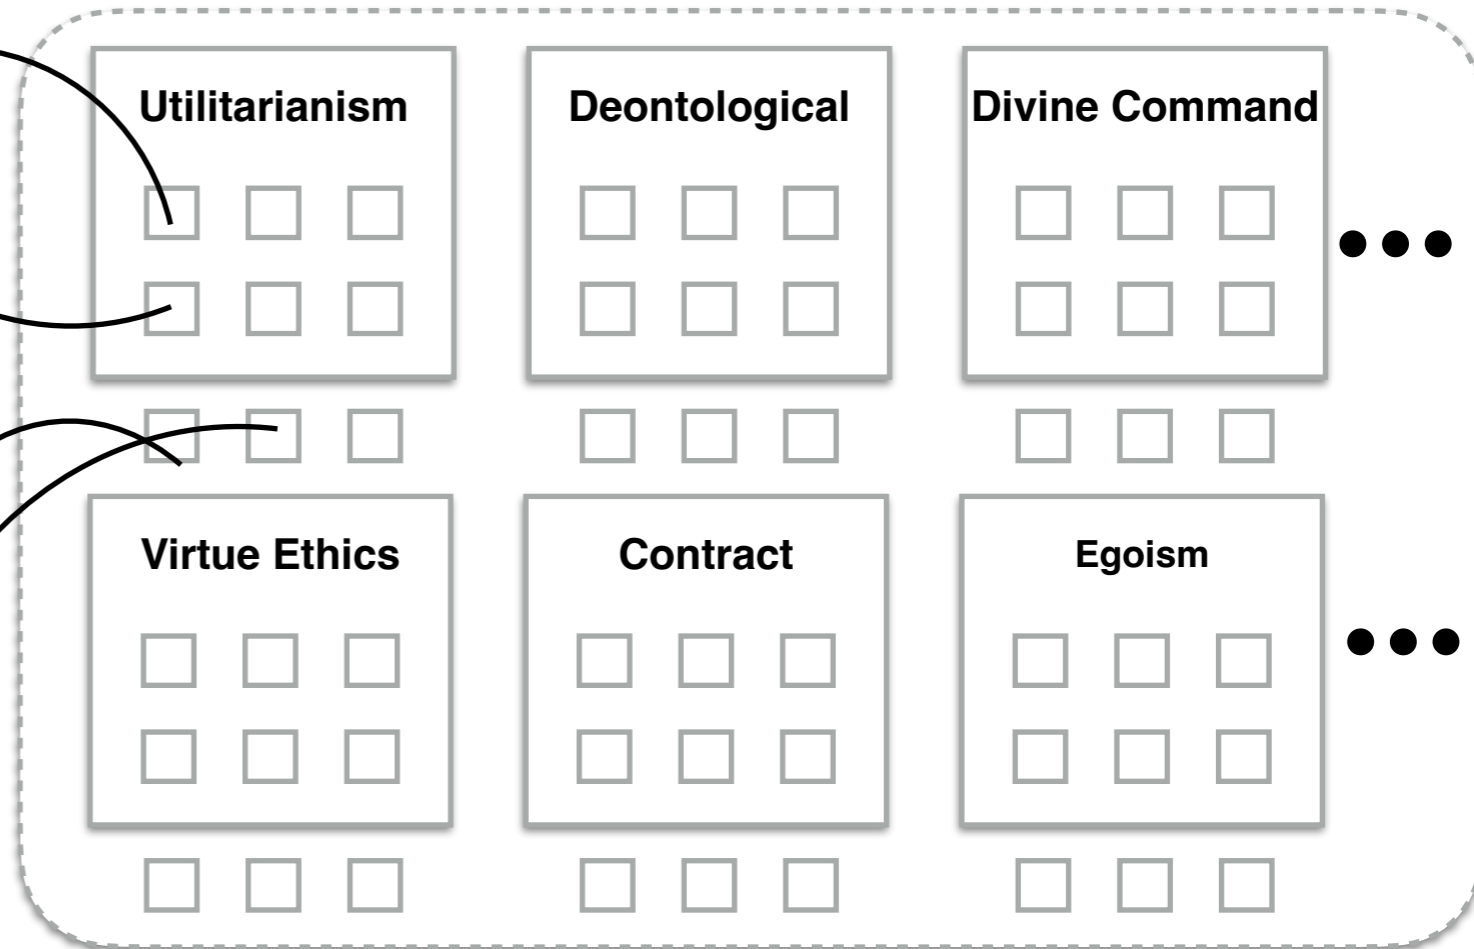 Utilitarianism
Deontological
Divine Command
Virtue Ethics
Contract
Egoism